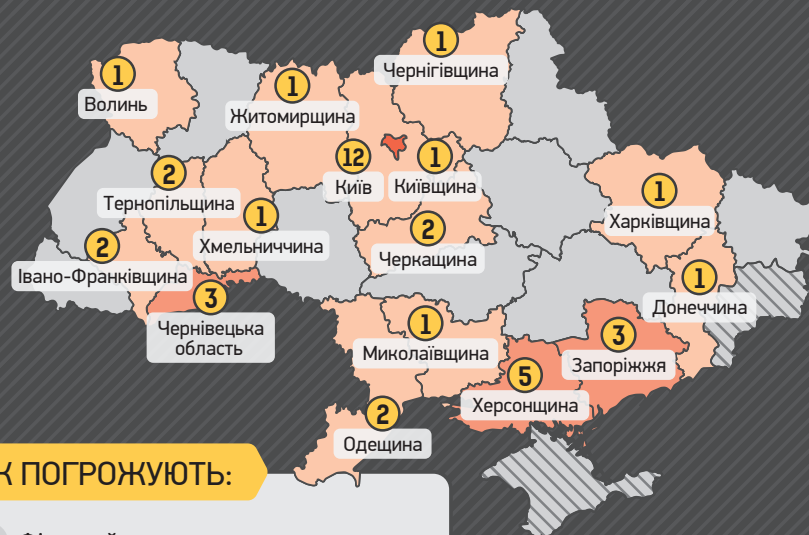 1
Чернігівщина
1
Волинь
1
Житомирщина
12
Київ
1
Київщина
2
Тернопільщина
1
Хмельниччина
1
Харківщина
2
Черкащина
2
Івано-Франківщина
3
Чернівецька
область
1
Донеччина
1
Миколаївщина
3
Запоріжжя
5
Херсонщина
2
Одещина
К ПОГРОЖУЮТЬ: